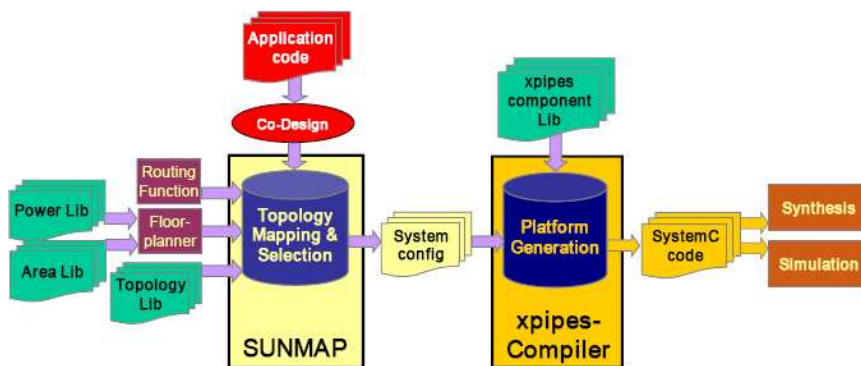 Application
code
Co-Design
xpipes
component
Lib
Routing
Function
Power Lib
Floor-
planner
Area Lib
Topology
Lib
Topology
Mapping &
Selection
SUNMAP
System
config
Platform
Generation
xpipes-
Compiler
SystemC
code
Synthesis
Simulation